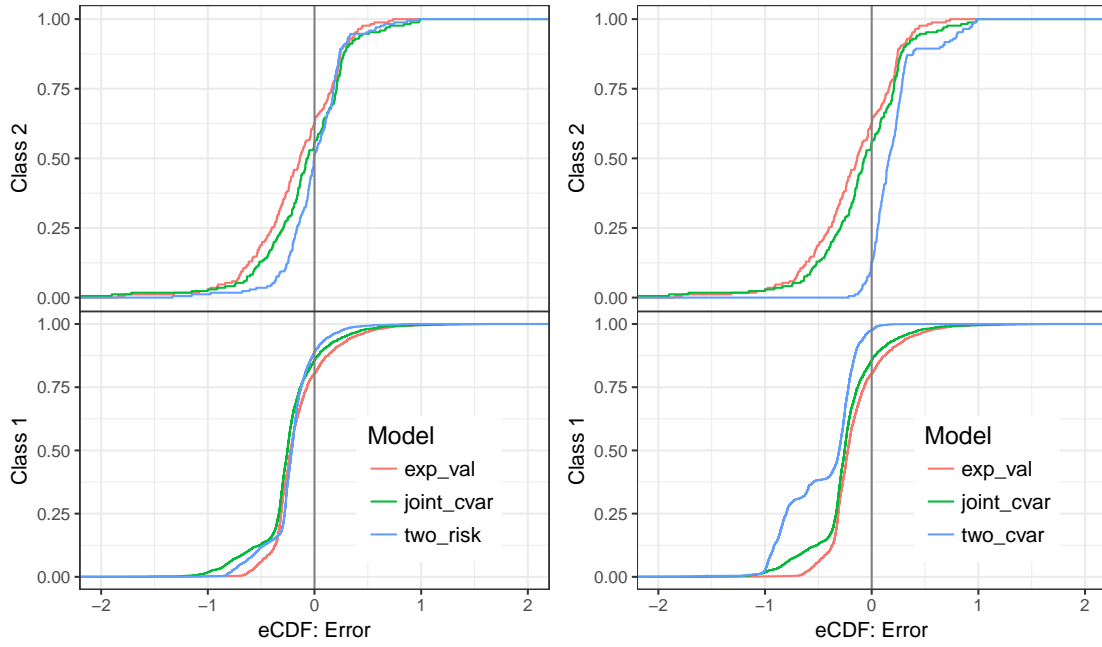 1.00
0.75
0.50
0.25
0.00
Class 2
1.00
0.75
0.50
0.25
0.00
Class 1
Model
exp_val
joint_cvar
two_risk
−2 −1 0 1 2
eCDF: Error
1.00
0.75
0.50
0.25
0.00
Class 2
1.00
0.75
0.50
0.25
0.00
Class 1
Model
exp_val
joint_cvar
two_cvar
−2 −1 0 1 2
eCDF: Error